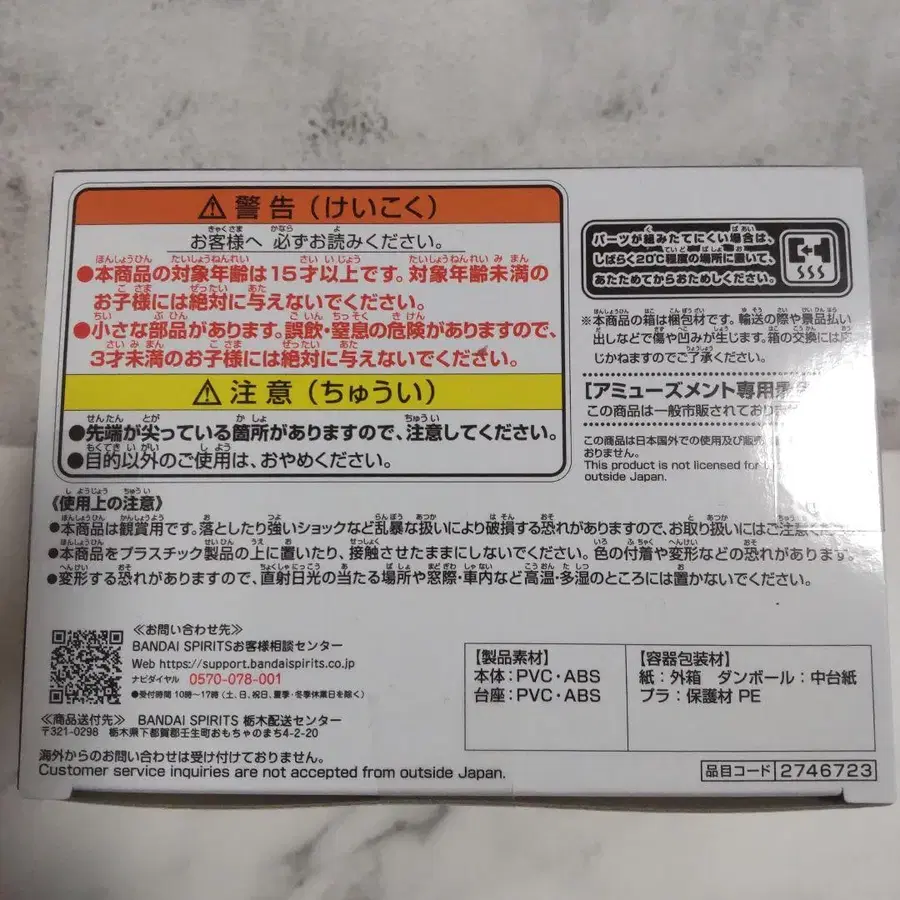 ⚠警告（けいこく）
お客様へ 必ずお読みください。
●本商品の対象年齢は15才以上です。対象年齢未満の
お子様には絶対に与えないでください。
●小さな部品があります。誤飲・窒息の危険がありますので、
3才未満のお子様には絶対に与えないでください。
⚠注意（ちゅうい）
●先端が尖っている箇所がありますので、注意してください。
●目的以外のご使用は、おやめください。
パーツが組みたてにくい場合は、
しばらく20℃程度の場所に置いて、
あたためてからおためしください。
※本商品の箱は梱包材です。輸送の際や景品払い
出しなどで傷や凹みが生じます。箱の交換には応
じかねますのでご了承ください。
【アミューズメント専用景品
この商品は一般市販されており
この商品は日本国外での使用及び販売
おりません。
This product is not licensed for
outside Japan.
《使用上の注意》
●本商品は観賞用です。落としたり強いショックなど乱暴な扱いにより破損する恐れがありますので、お取り扱いにはご注意くだ
●本商品をプラスチック製品の上に置いたり、接触させたままにしないでください。色の付着や変形などの恐れがあります。
●変形する恐れがありますので、直射日光の当たる場所や窓際・車内など高温・多湿のところには置かないでください。
≪お問い合わせ先≫
BANDAI SPIRITSお客様相談センター
Web https://support.bandaispirits.co.jp
ナビダイヤル 0570-078-001
●受付時間 10時〜17時（土、日、祝日、夏季・冬季休業日を除く）
≪商品送付先≫ BANDAI SPIRITS 栃木配送センター
〒321-0298 栃木県下都賀郡壬生町おもちゃのまち4-2-20
海外からのお問い合わせは受け付けておりません。
Customer service inquiries are not accepted from outside Japan.
【製品素材】
本体：PVC・ABS
台座：PVC・ABS
【容器包装材】
紙：外箱 ダンボール：中台紙
プラ：保護材 PE
品目コード 2746723